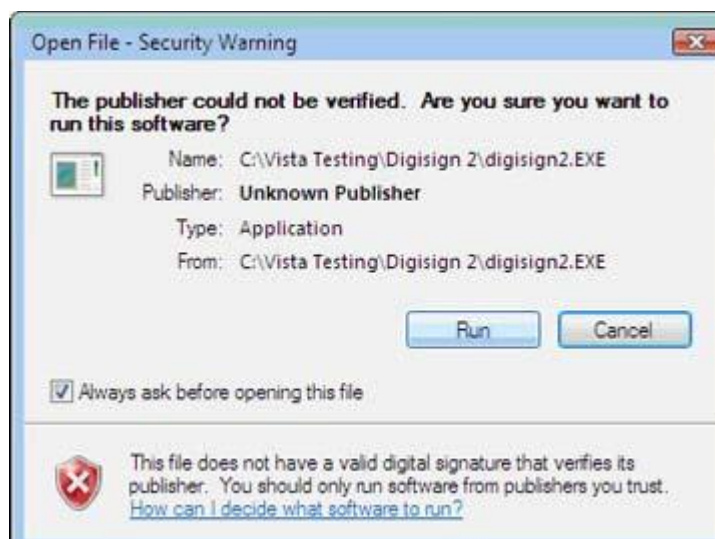 Open File - Security Warning
The publisher could not be verified. Are you sure you want to
run this software?
Name: C:\Vista Testing\Digisign 2\digisign2.EXE
Publisher: Unknown Publisher
Type: Application
From: C:\Vista Testing\Digisign 2\digisign2.EXE
Run Cancel
Always ask before opening this file
This file does not have a valid digital signature that verifies its
publisher. You should only run software from publishers you trust.
How can I decide what software to run?